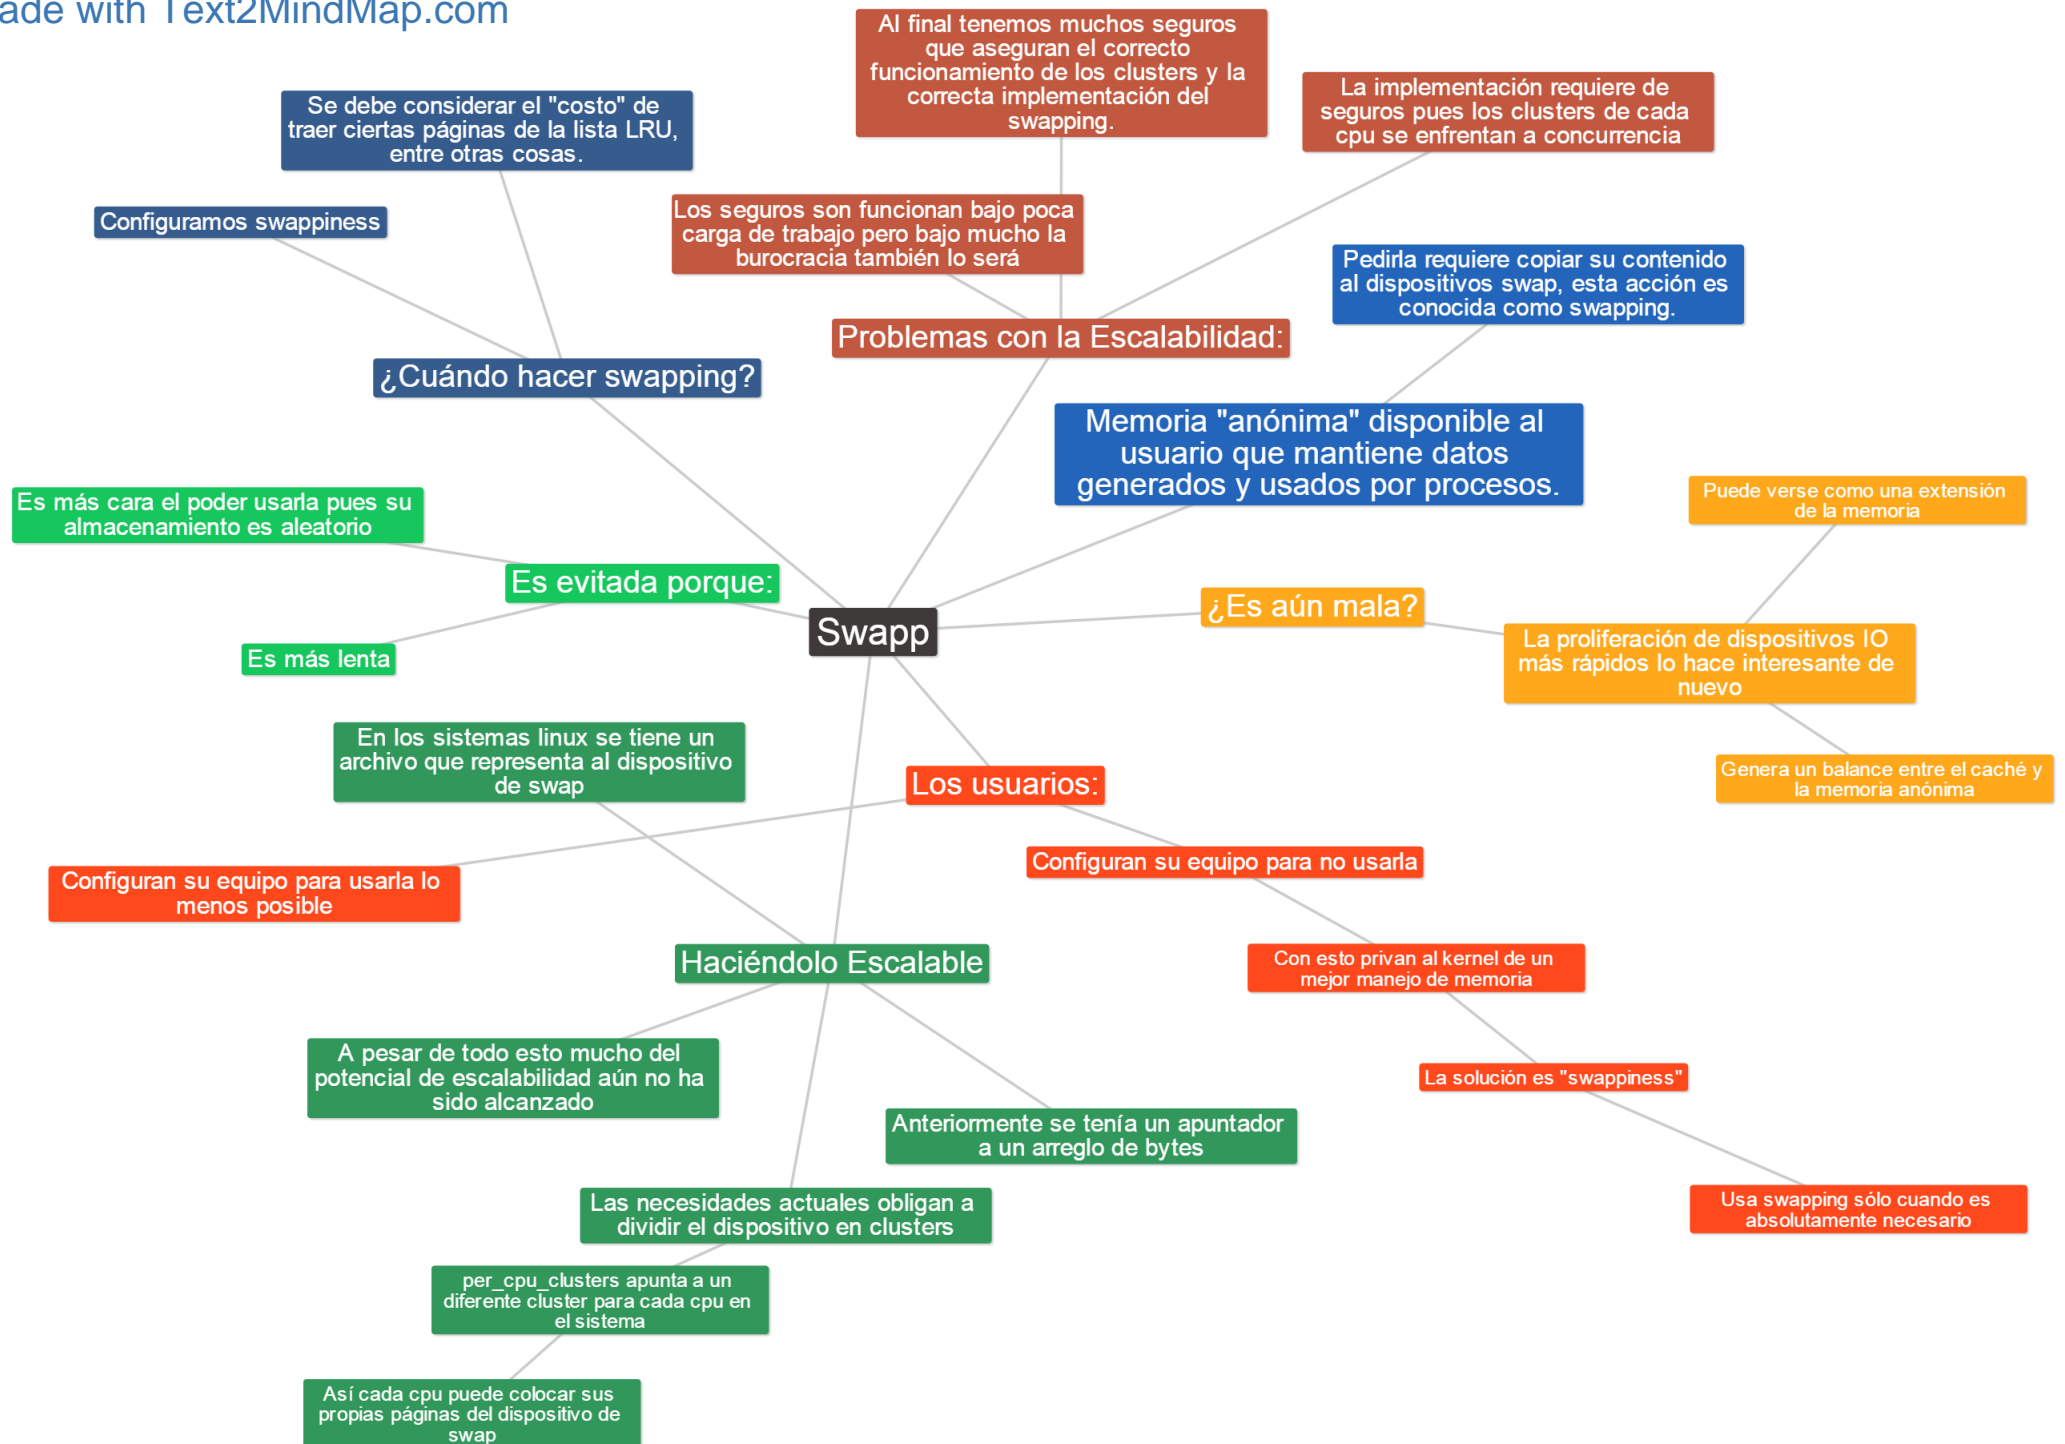 ade with Text2MindMap.com
Al final tenemos muchos seguros
que aseguran el correcto
funcionamiento de los clusters y la
correcta implementación del
swapping.
La implementación requiere de
seguros pues los clusters de cada
cpu se enfrentan a concurrencia
Se debe considerar el "costo" de
traer ciertas páginas de la lista LRU,
entre otras cosas.
Configuramos swappiness
Los seguros son funcionan bajo poca
carga de trabajo pero bajo mucho la
burocracia también lo será
Pedirla requiere copiar su contenido
al dispositivos swap, esta acción es
conocida como swapping.
Problemas con la Escalabilidad:
¿Cuándo hacer swapping?
Memoria "anónima" disponible al
usuario que mantiene datos
generados y usados por procesos.
Es más cara el poder usarla pues su
almacenamiento es aleatorio
Puede verse como una extensión
de la memoria
Es evitada porque:
¿Es aún mala?
Swapp
La proliferación de dispositivos IO
más rápidos lo hace interesante de
nuevo
Es más lenta
En los sistemas linux se tiene un
archivo que representa al dispositivo
de swap
Los usuarios:
Genera un balance entre el caché y
la memoria anónima
Configuran su equipo para no usarla
Configuran su equipo para usarla lo
menos posible
Haciéndolo Escalable
Con esto privan al kernel de un
mejor manejo de memoria
A pesar de todo esto mucho del
potencial de escalabilidad aún no ha
sido alcanzado
La solución es "swappiness"
Anteriormente se tenía un apuntador
a un arreglo de bytes
Las necesidades actuales obligan a
dividir el dispositivo en clusters
Usa swapping sólo cuando es
absolutamente necesario
per_cpu_clusters apunta a un
diferente cluster para cada cpu en
el sistema
Así cada cpu puede colocar sus
propias páginas del dispositivo de
swap